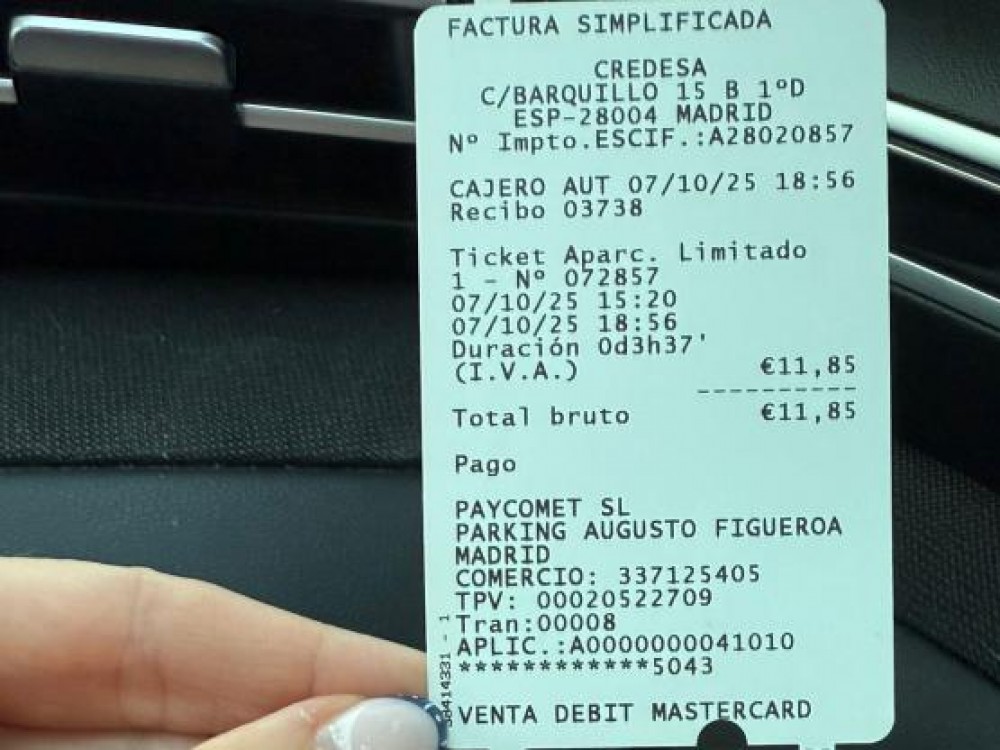 FACTURA SIMPLIFICADA
CREDESA
C/BARQUILLO 15 B 1ºD
ESP-28004 MADRID
Nº Impto.ESCIF.:A28020857
CAJERO AUT 07/10/25 18:56
Recibo 03738
Ticket Aparc. Limitado
1 - Nº 072857
07/10/25 15:20
07/10/25 18:56
Duración 0d3h37'
(I.V.A.) €11,85
----------
Total bruto €11,85
Pago
PAYCOMET SL
PARKING AUGUSTO FIGUEROA
MADRID
COMERCIO: 337125405
TPV: 00020522709
Tran:00008
APLIC.:A0000000041010
************5043
VENTA DEBIT MASTERCARD